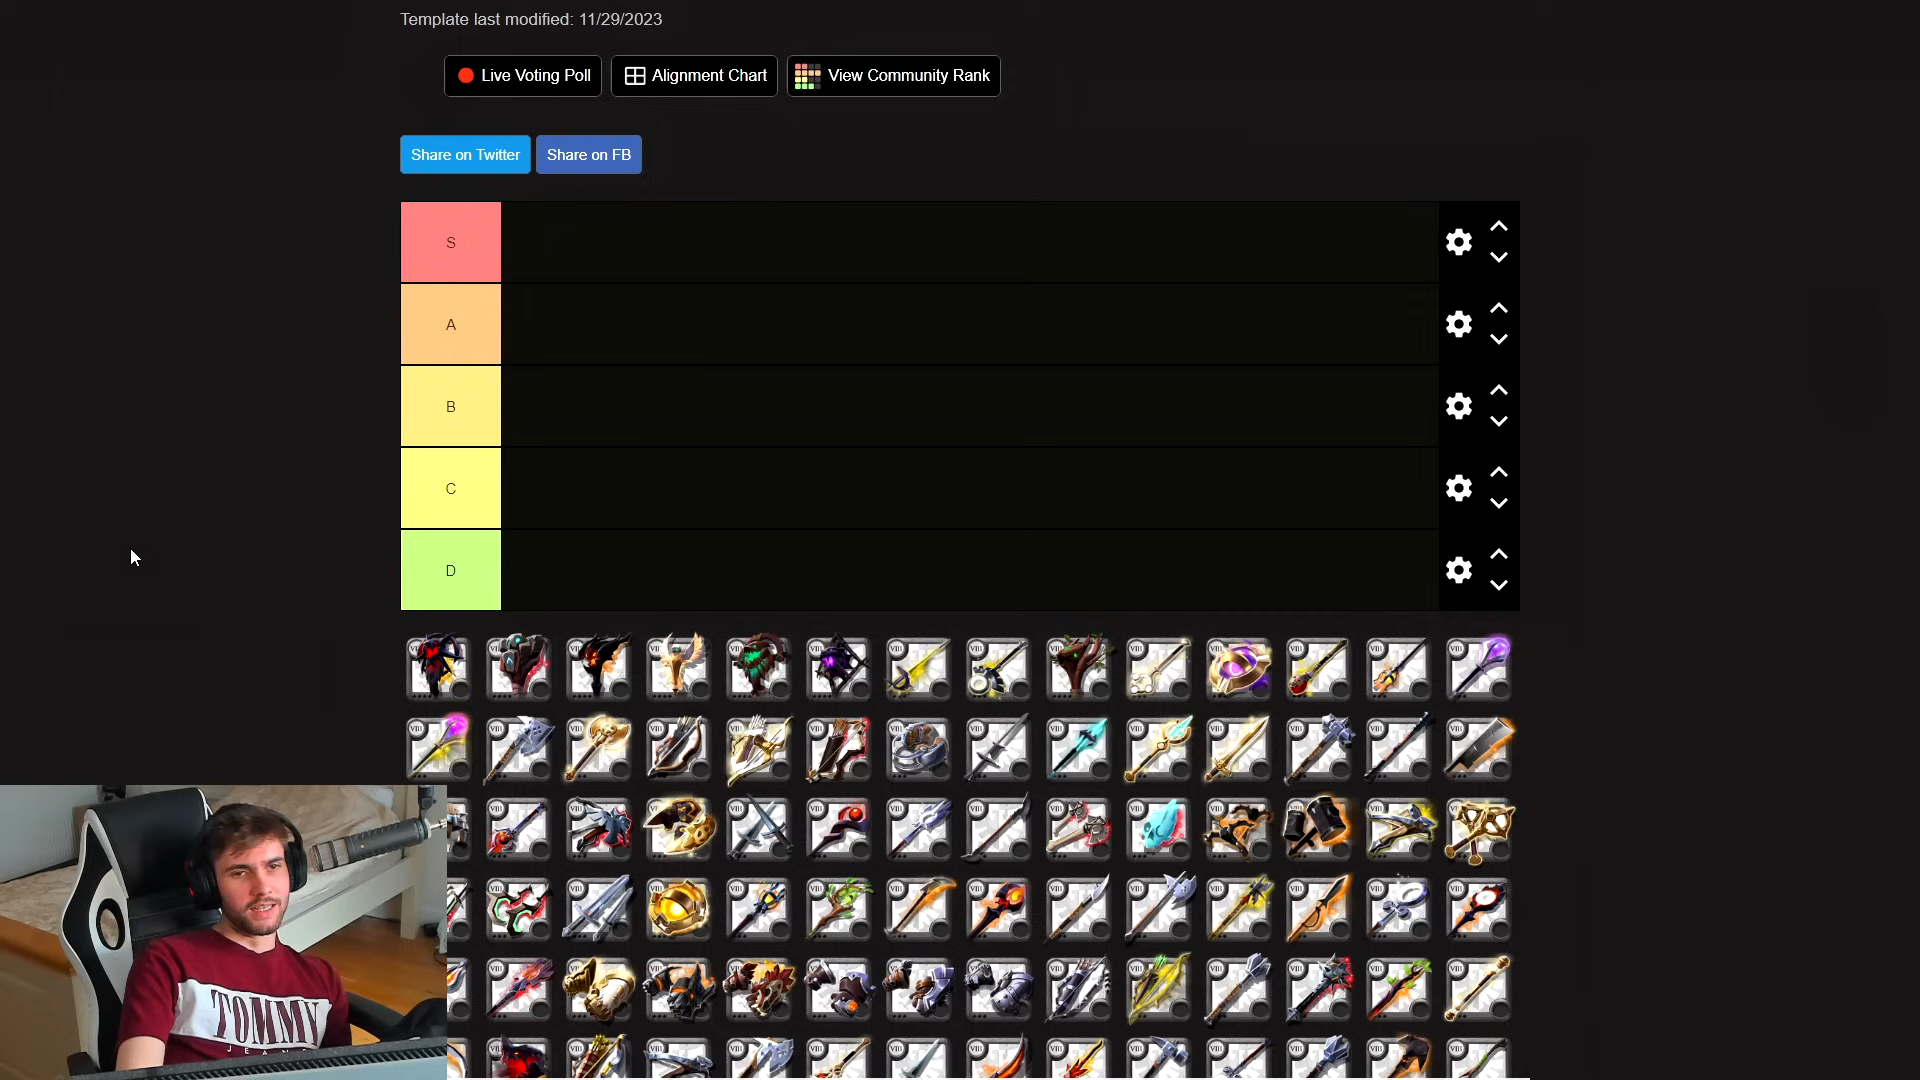 Template last modified: 11/29/2023
Live Voting Poll
Alignment Chart
View Community Rank
Share on Twitter
Share on FB
S
A
B
C
D
TOMMY
JEANS